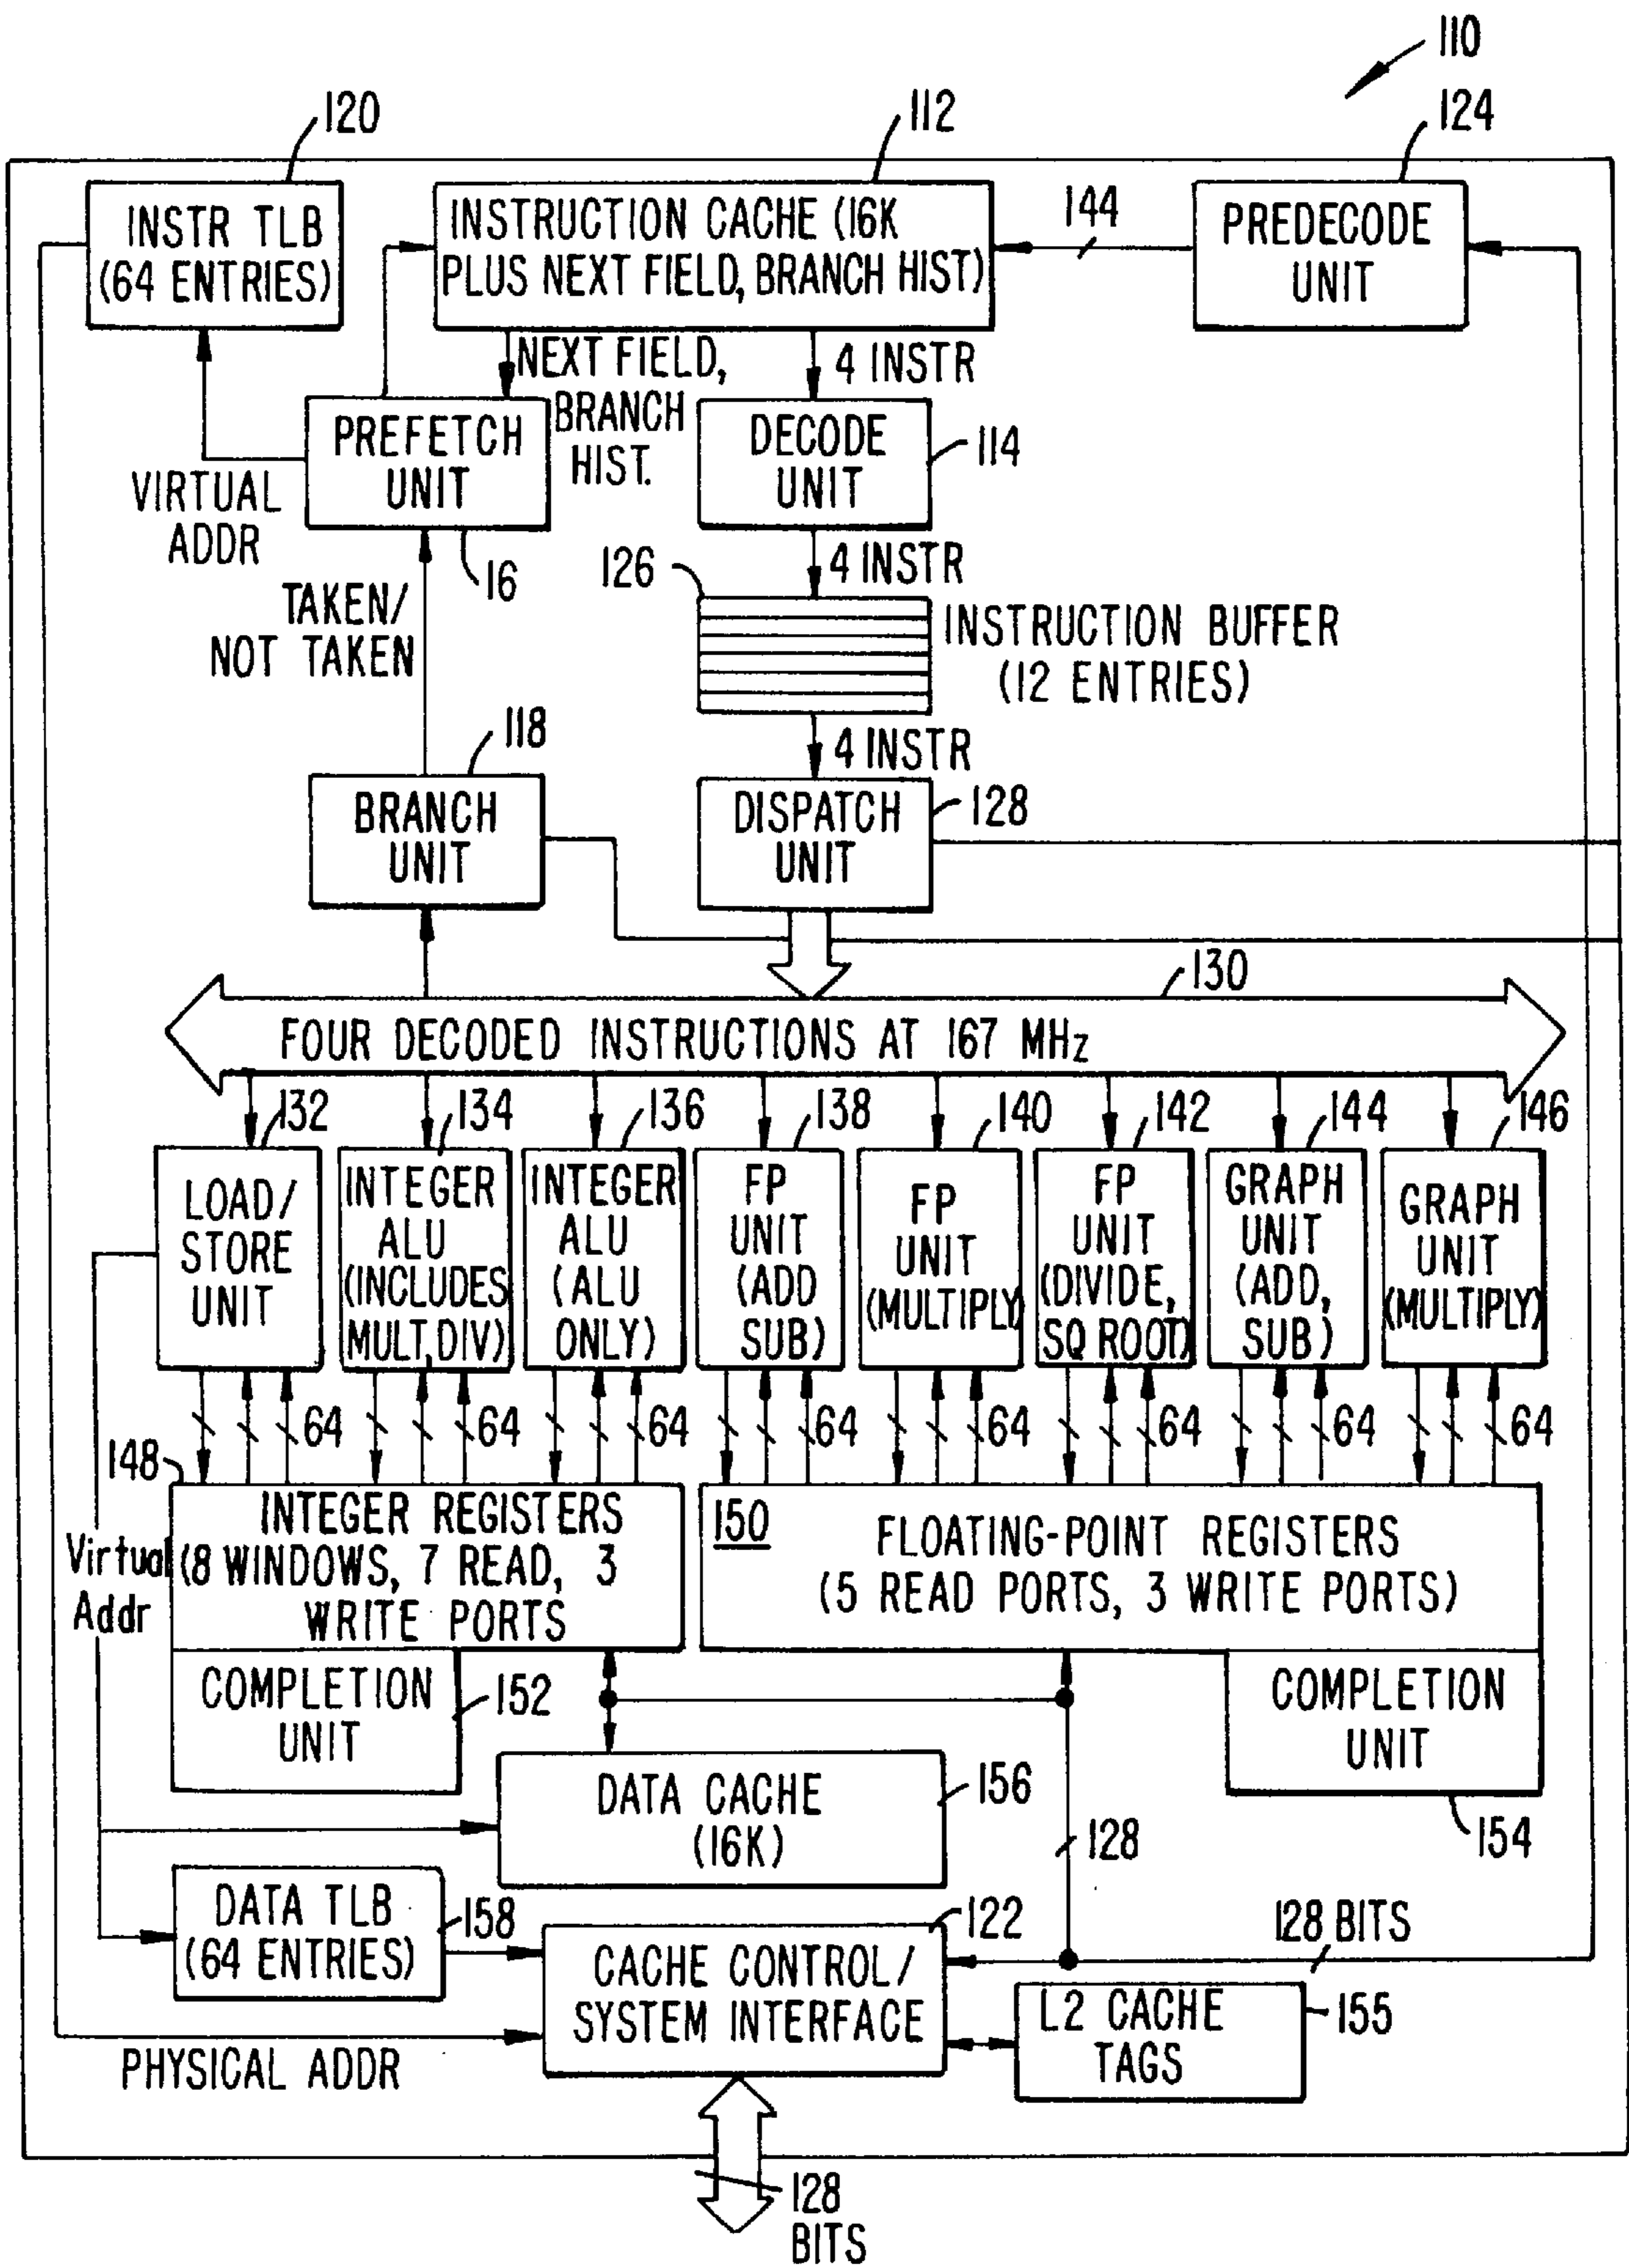 110
120
112
124
INSTR TLB
(64 ENTRIES)
INSTRUCTION CACHE (16K
PLUS NEXT FIELD, BRANCH HIST)
144
PREDECODE
UNIT
NEXT FIELD,
BRANCH
HIST.
4 INSTR
PREFETCH
UNIT
DECODE
UNIT
114
VIRTUAL
ADDR
16
126
4 INSTR
TAKEN/
NOT TAKEN
INSTRUCTION BUFFER
(12 ENTRIES)
118
4 INSTR
BRANCH
UNIT
DISPATCH
UNIT
128
130
FOUR DECODED INSTRUCTIONS AT 167 MHz
132
134
136
138
140
142
144
146
LOAD/
STORE
UNIT
INTEGER
ALU
(INCLUDES
MULT, DIV)
INTEGER
ALU
(ALU
ONLY)
FP
UNIT
(ADD
SUB)
FP
UNIT
(MULTIPLY)
FP
UNIT
(DIVIDE,
SQ ROOT)
GRAPH
UNIT
(ADD,
SUB)
GRAPH
UNIT
(MULTIPLY)
64
64
64
64
64
64
64
64
148
INTEGER REGISTERS
(8 WINDOWS, 7 READ, 3
WRITE PORTS
150
FLOATING-POINT REGISTERS
(5 READ PORTS, 3 WRITE PORTS)
Virtual
Addr
COMPLETION
UNIT
152
COMPLETION
UNIT
154
DATA CACHE
(16K)
156
128
DATA TLB
(64 ENTRIES)
158
122
128 BITS
CACHE CONTROL/
SYSTEM INTERFACE
L2 CACHE
TAGS
155
PHYSICAL ADDR
128
BITS